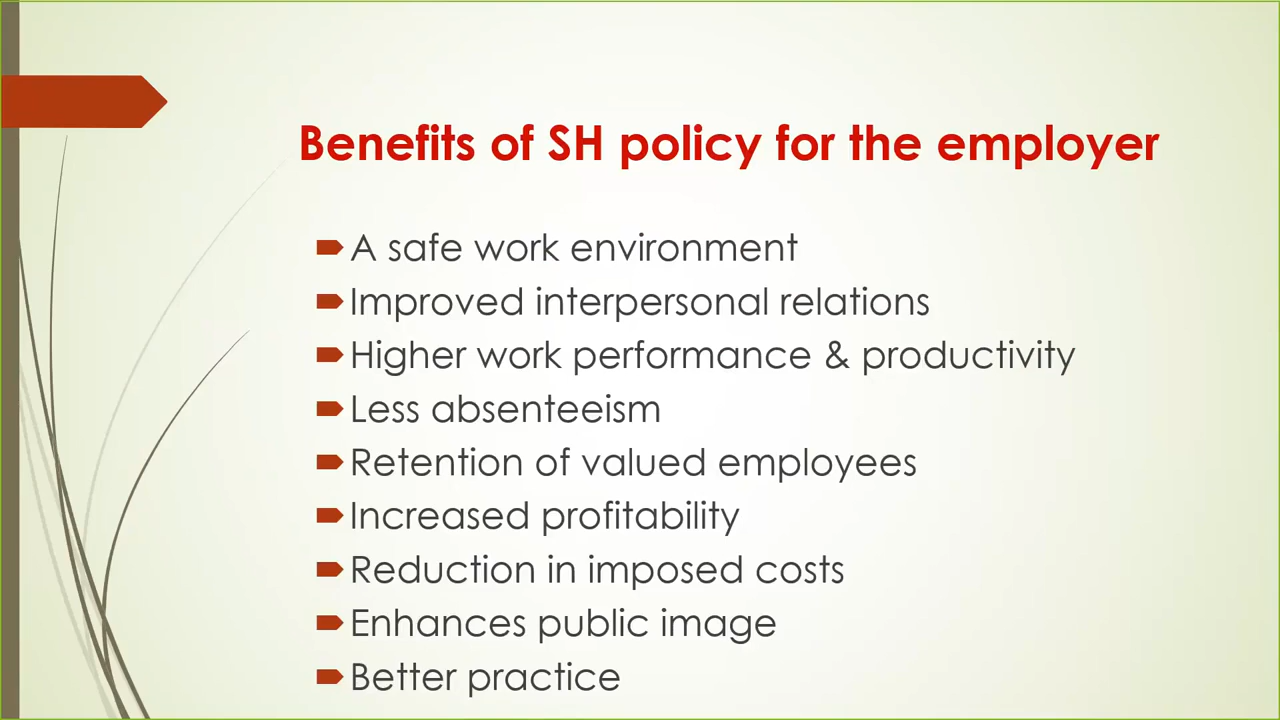 Benefits of SH policy for the employer
A safe work environment
Improved interpersonal relations
Higher work performance & productivity
Less absenteeism
Retention of valued employees
Increased profitability
Reduction in imposed costs
Enhances public image
Better practice